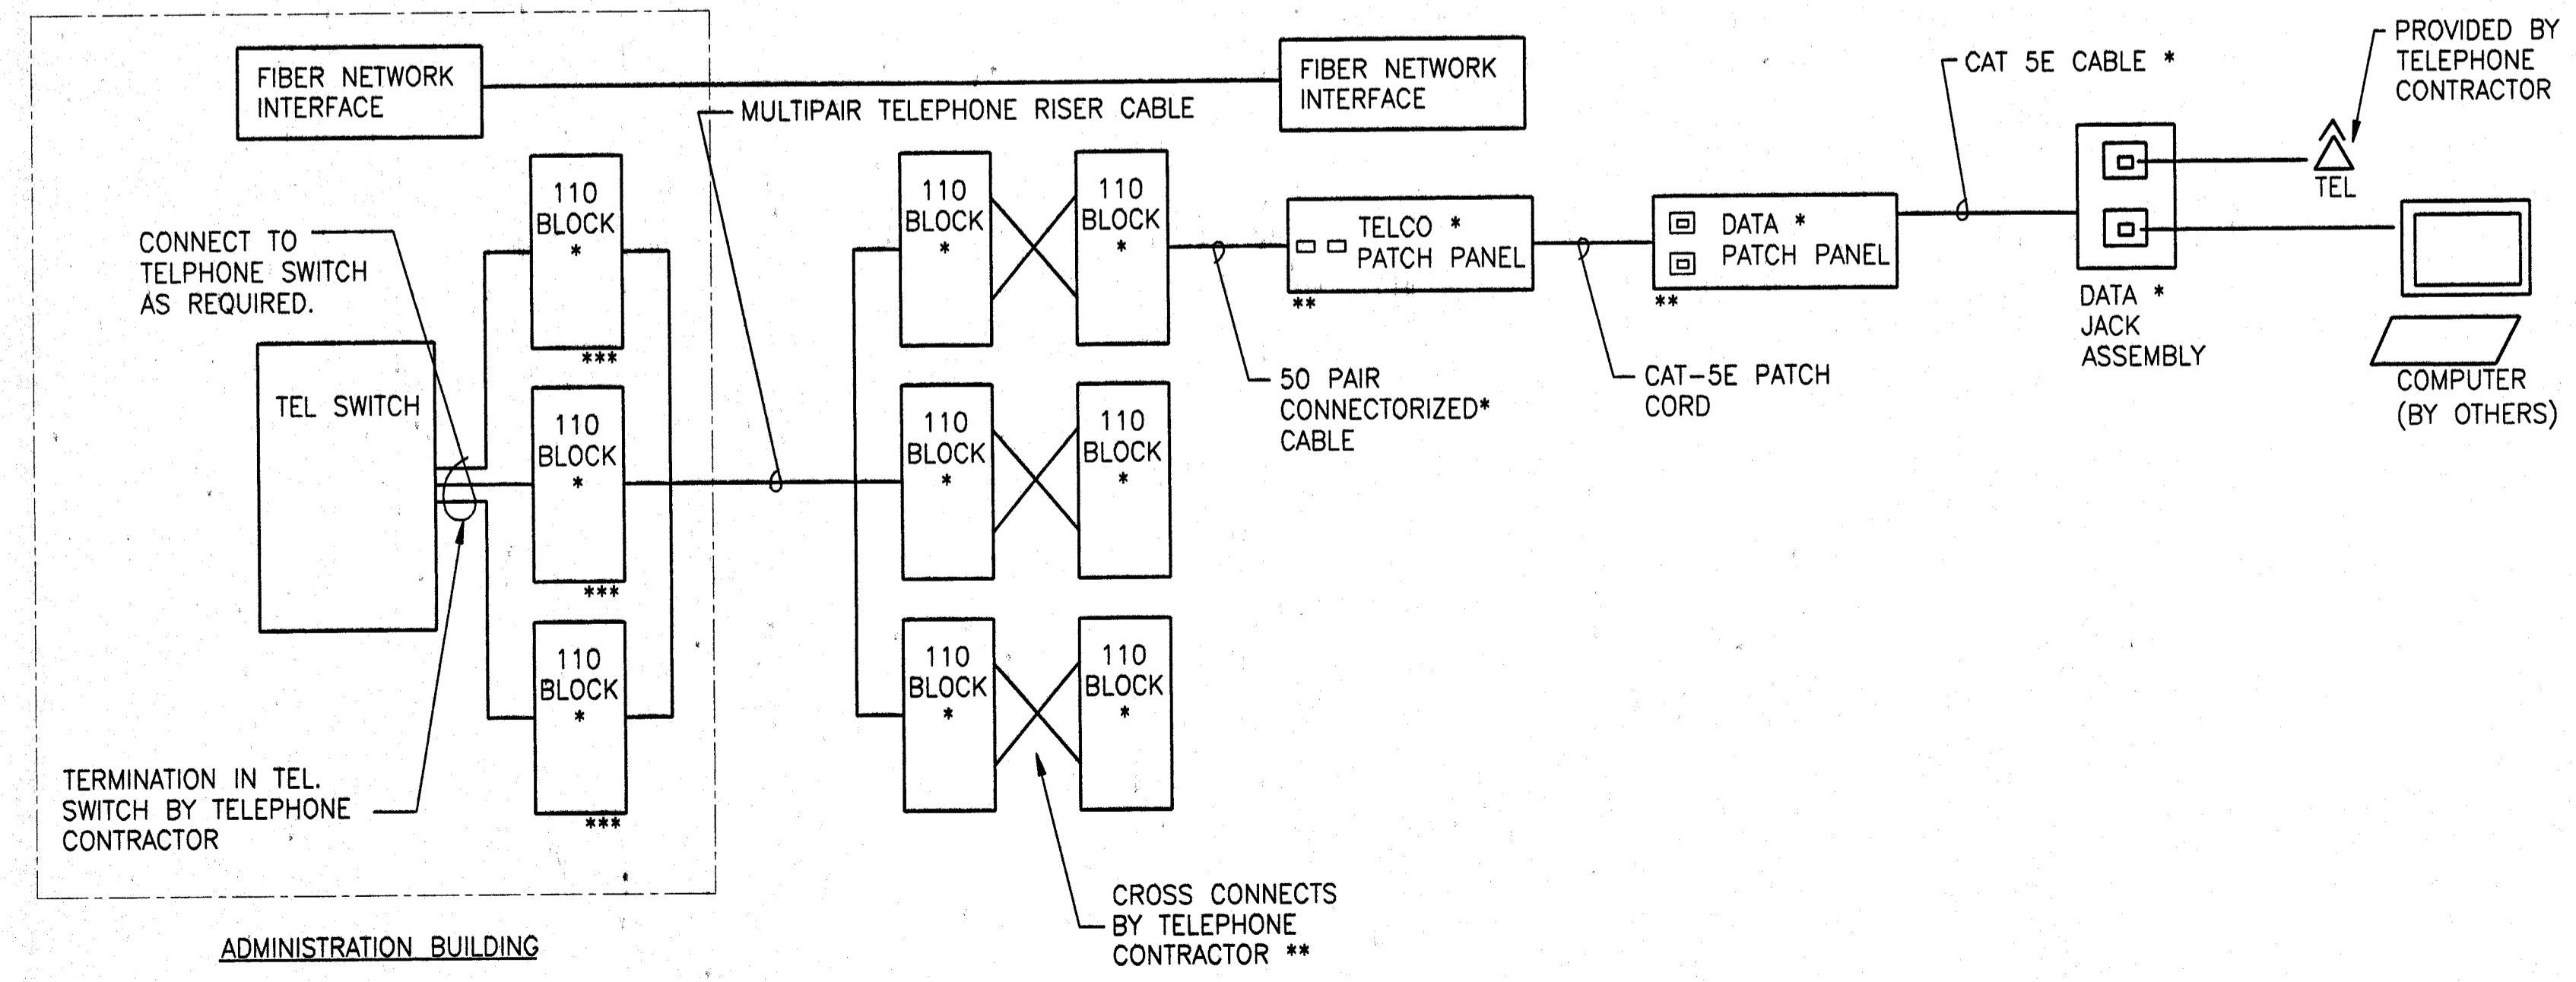 FIBER NETWORK
INTERFACE
MULTIPAIR TELEPHONE RISER CABLE
FIBER NETWORK
INTERFACE
CAT 5E CABLE *
PROVIDED BY
TELEPHONE
CONTRACTOR
TEL
CONNECT TO
TELPHONE SWITCH
AS REQUIRED.
TEL SWITCH
110
BLOCK
*
***
110
BLOCK
*
***
110
BLOCK
*
***
TERMINATION IN TEL.
SWITCH BY TELEPHONE
CONTRACTOR
ADMINISTRATION BUILDING
110
BLOCK
*
110
BLOCK
*
110
BLOCK
*
110
BLOCK
*
110
BLOCK
*
110
BLOCK
*
CROSS CONNECTS
BY TELEPHONE
CONTRACTOR **
TELCO *
PATCH PANEL
**
50 PAIR
CONNECTORIZED*
CABLE
DATA *
PATCH PANEL
**
CAT-5E PATCH
CORD
DATA *
JACK
ASSEMBLY
COMPUTER
(BY OTHERS)